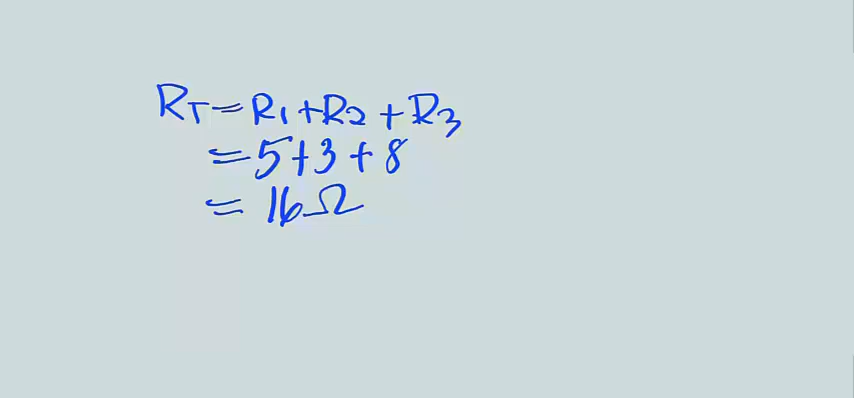 RT=R1+R2+R3
=5+3+8
= 16Ω